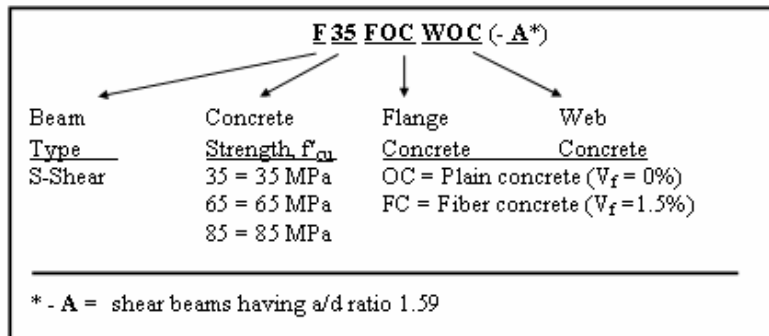 F 35 FOC WOC (- A*)
Beam Concrete Flange Web
Type Strength, f'cu Concrete Concrete
S-Shear 35 = 35 MPa OC = Plain concrete (Vf = 0%)
65 = 65 MPa FC = Fiber concrete (Vf =1.5%)
85 = 85 MPa
* - A = shear beams having a/d ratio 1.59